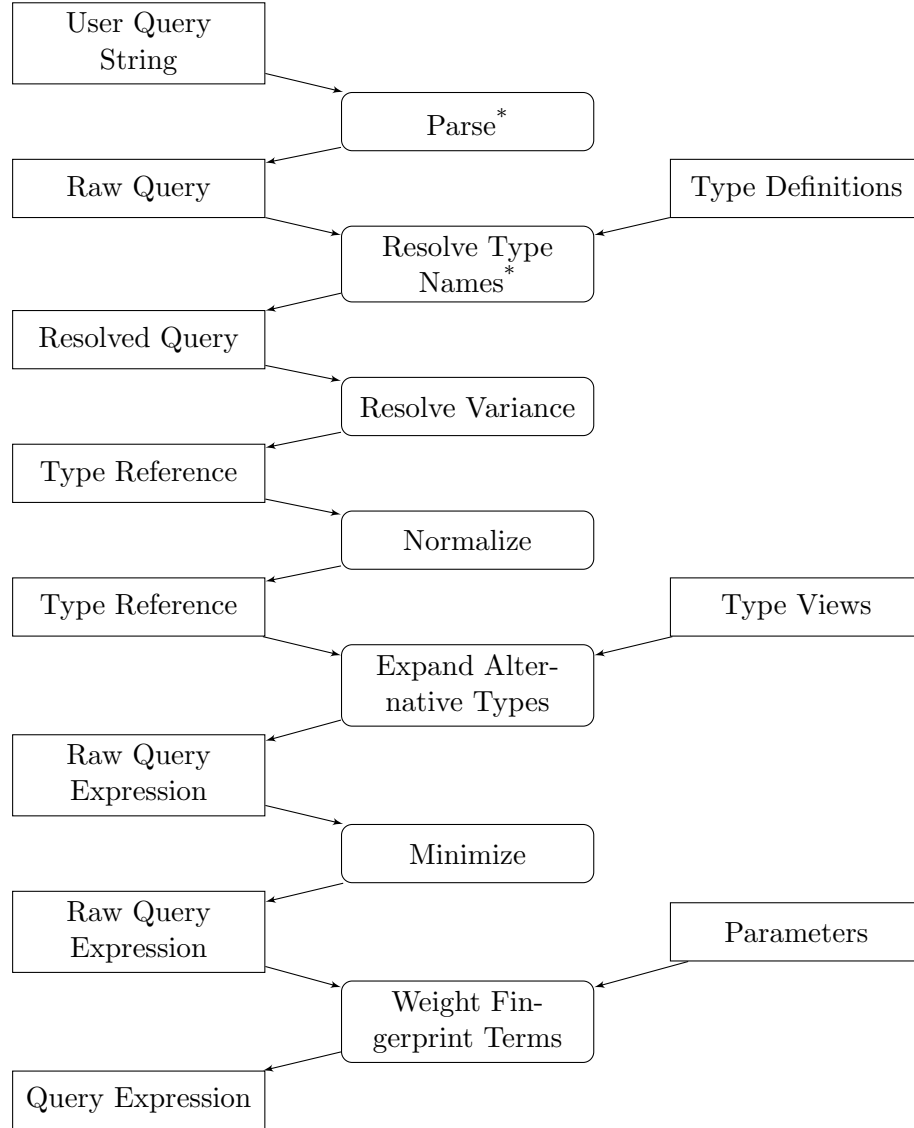 User Query
String
Parse*
Raw Query
Type Definitions
Resolve Type
Names*
Resolved Query
Resolve Variance
Type Reference
Normalize
Type Reference
Type Views
Expand Alter-
native Types
Raw Query
Expression
Minimize
Raw Query
Expression
Parameters
Weight Fin-
gerprint Terms
Query Expression